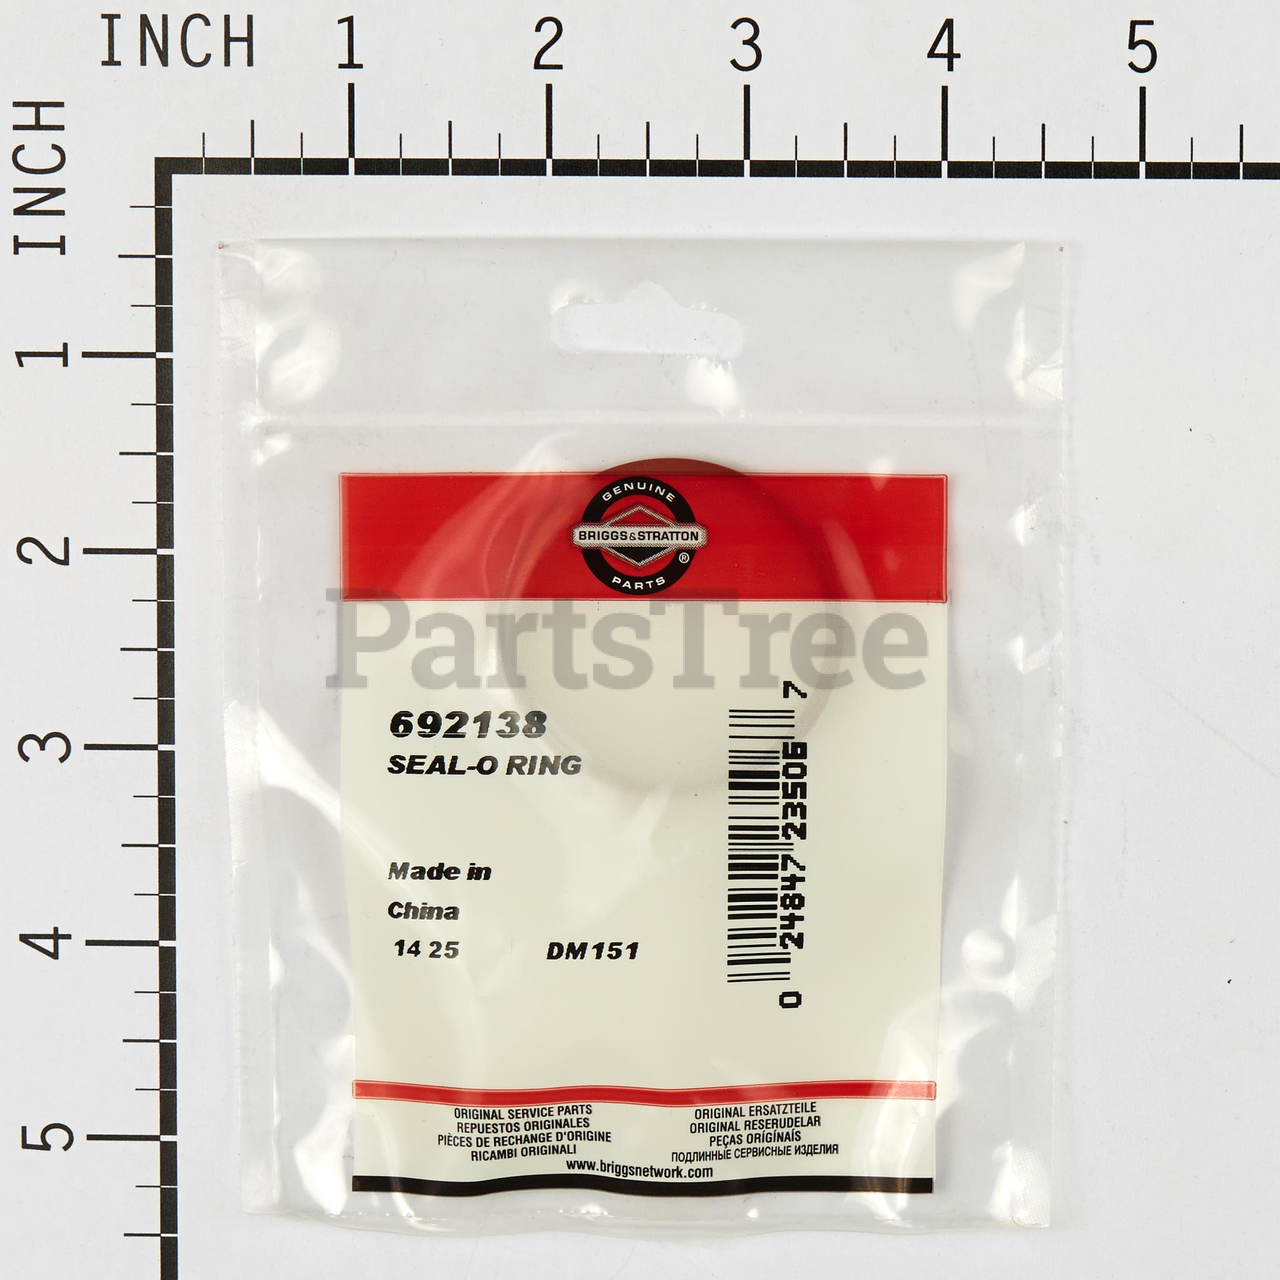 INCH 1 2 3 4 5
INCH
1
2
3
4
5
GENUINE
BRIGGS&STRATTON
®
PARTS
PartsTree
692138
SEAL-O RING
Made in
China
14 25 DM151
0 24847 23506 7
ORIGINAL SERVICE PARTS
REPUESTOS ORIGINALES
PIÈCES DE RECHANGE D'ORIGINE
RICAMBI ORIGINALI
ORIGINAL ERSATZTEILE
ORIGINAL RESERUDELAR
PEÇAS ORIGÍNAIS
ПОДЛИННЫЕ СЕРВИСНЫЕ ИЗДЕЛИЯ
www.briggsnetwork.com